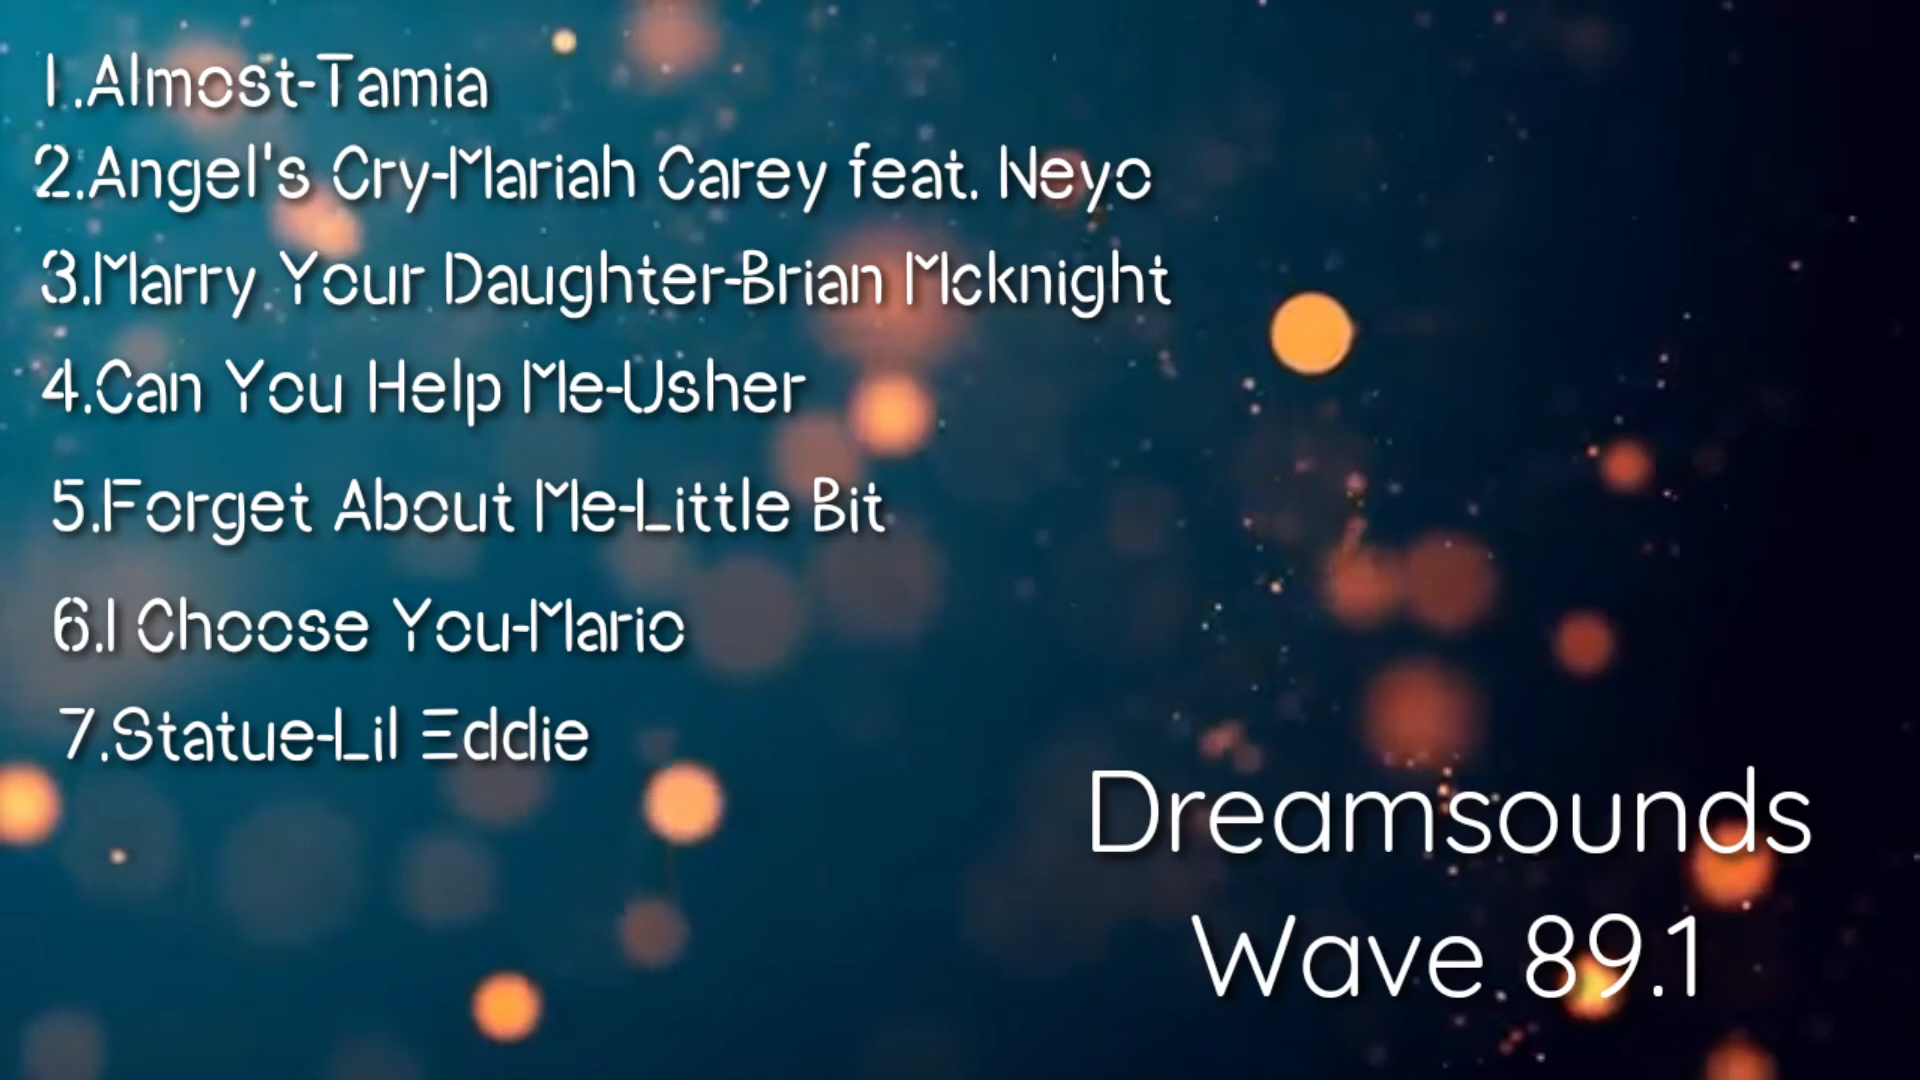 1.Almost-Tamia
2.Angel's Cry-Mariah Carey feat. Neyo
3.Marry Your Daughter-Brian Mcknight
4.Can You Help Me-Usher
5.Forget About Me-Little Bit
6.I Choose You-Mario
7.Statue-Lil Eddie
Dreamsounds
Wave 89.1